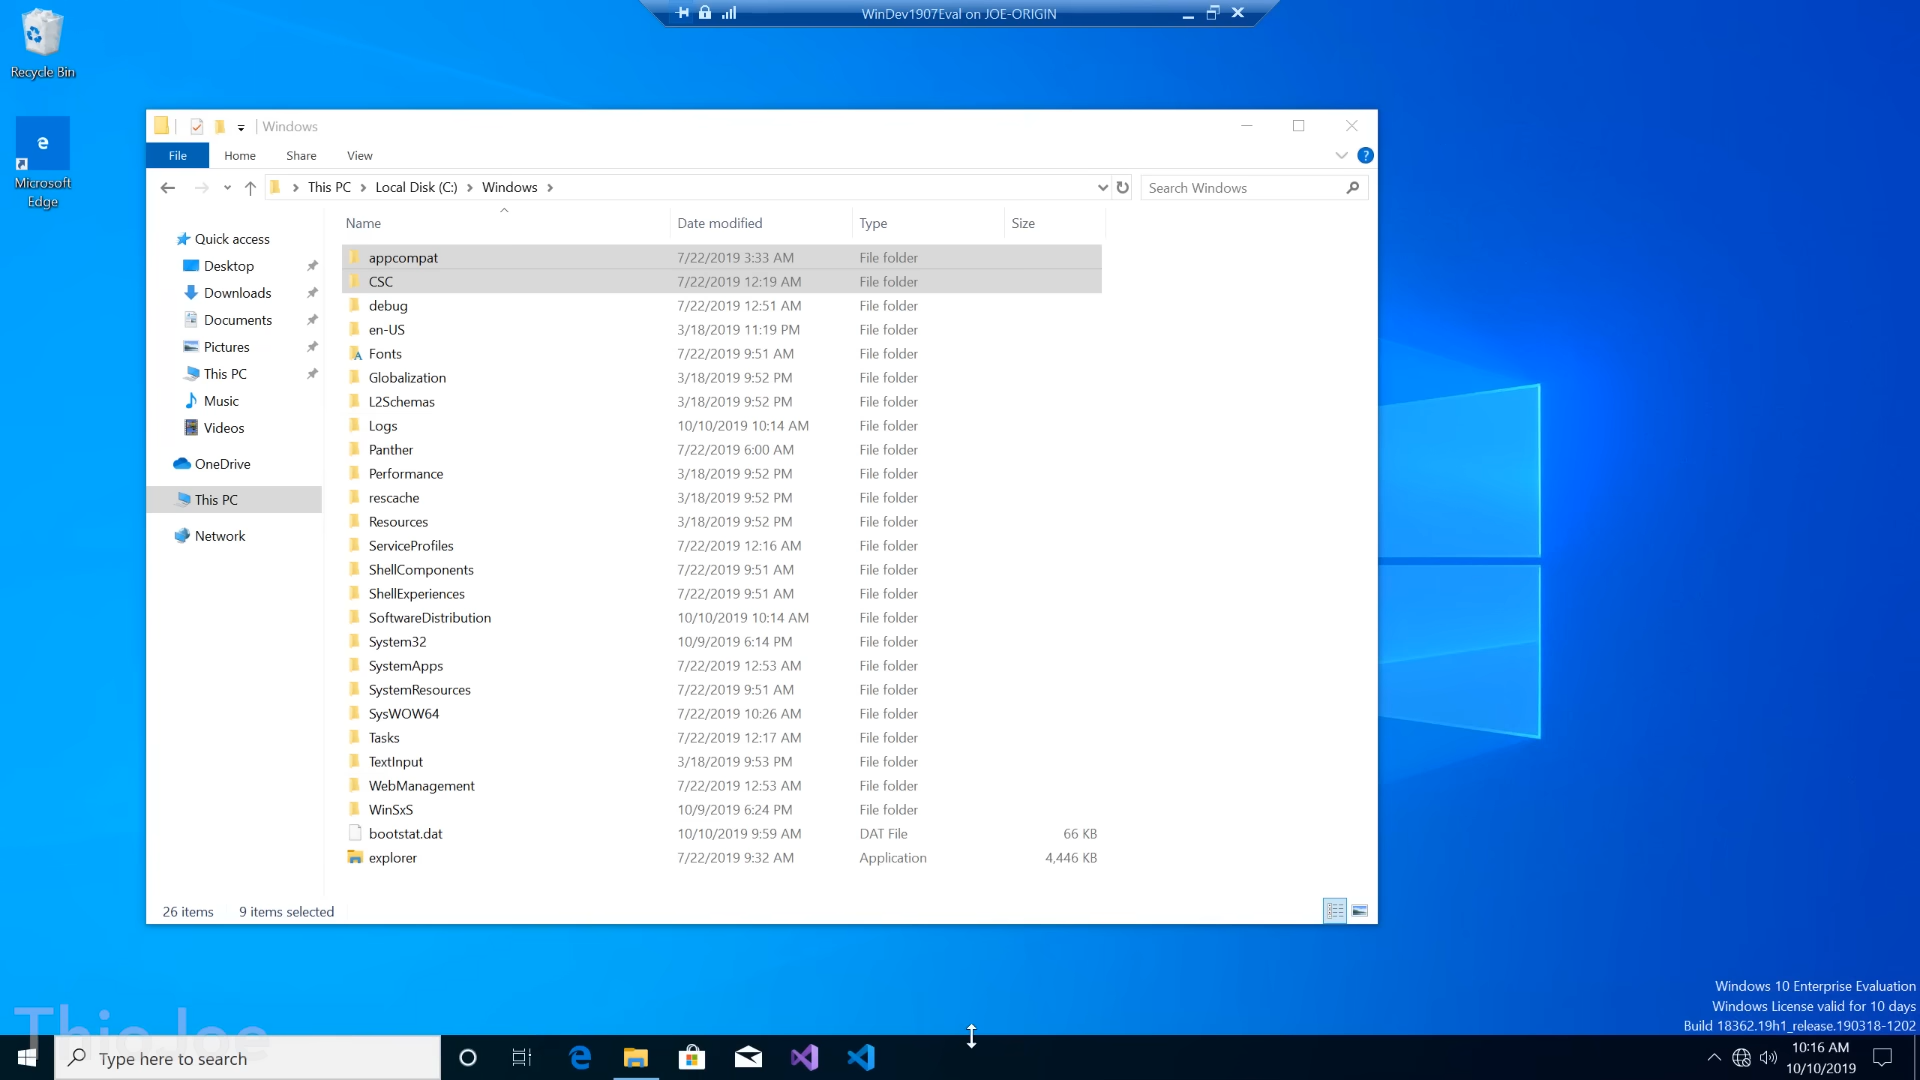 WinDev1907Eval on JOE-ORIGIN
Recycle Bin
Microsoft
Edge
Windows
File Home Share View
This PC Local Disk (C:) Windows
Search Windows
Name Date modified Type Size
Quick access
Desktop
Downloads
Documents
Pictures
This PC
Music
Videos
OneDrive
This PC
Network
appcompat 7/22/2019 3:33 AM File folder
CSC 7/22/2019 12:19 AM File folder
debug 7/22/2019 12:51 AM File folder
en-US 3/18/2019 11:19 PM File folder
Fonts 7/22/2019 9:51 AM File folder
Globalization 3/18/2019 9:52 PM File folder
L2Schemas 3/18/2019 9:52 PM File folder
Logs 10/10/2019 10:14 AM File folder
Panther 7/22/2019 6:00 AM File folder
Performance 3/18/2019 9:52 PM File folder
rescache 3/18/2019 9:52 PM File folder
Resources 3/18/2019 9:52 PM File folder
ServiceProfiles 7/22/2019 12:16 AM File folder
ShellComponents 7/22/2019 9:51 AM File folder
ShellExperiences 7/22/2019 9:51 AM File folder
SoftwareDistribution 10/10/2019 10:14 AM File folder
System32 10/9/2019 6:14 PM File folder
SystemApps 7/22/2019 12:53 AM File folder
SystemResources 7/22/2019 9:51 AM File folder
SysWOW64 7/22/2019 10:26 AM File folder
Tasks 7/22/2019 12:17 AM File folder
TextInput 3/18/2019 9:53 PM File folder
WebManagement 7/22/2019 12:53 AM File folder
WinSxS 10/9/2019 6:24 PM File folder
bootstat.dat 10/10/2019 9:59 AM DAT File 66 KB
explorer 7/22/2019 9:32 AM Application 4,446 KB
26 items 9 items selected
Windows 10 Enterprise Evaluation
Windows License valid for 10 days
Build 18362.19h1_release.190318-1202
ThioJoe
Type here to search
10:16 AM
10/10/2019